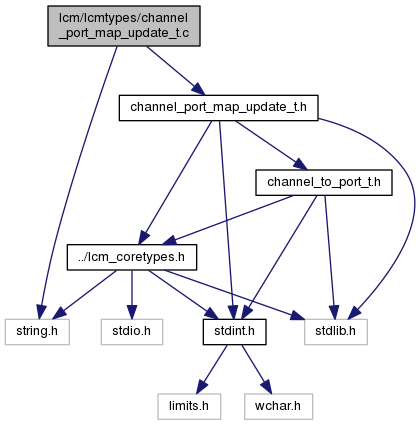 lcm/lcmtypes/channel
_port_map_update_t.c
channel_port_map_update_t.h
channel_to_port_t.h
../lcm_coretypes.h
string.h
stdio.h
stdint.h
stdlib.h
limits.h
wchar.h